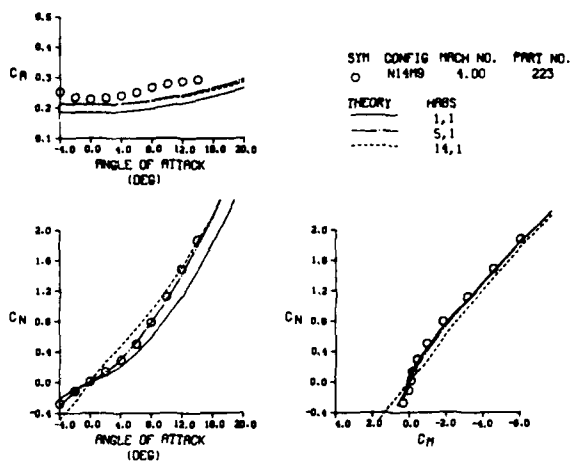 0.5
0.4
C_A
0.3
0.2
0.1
-4.0 0.0 4.0 8.0 12.0 16.0 20.0
ANGLE OF ATTACK
(DEG)
SYM CONFIG MACH NO. PART NO.
N14M9 4.00 223
THEORY HABS
1,1
5,1
14,1
2.0
1.6
1.2
C_N
0.8
0.4
0.0
-0.4
-4.0 0.0 4.0 8.0 12.0 16.0 20.0
ANGLE OF ATTACK
(DEG)
2.0
1.6
1.2
C_N
0.8
0.4
0.0
-0.4
4.0 2.0 0.0 -2.0 -4.0 -6.0
C_M